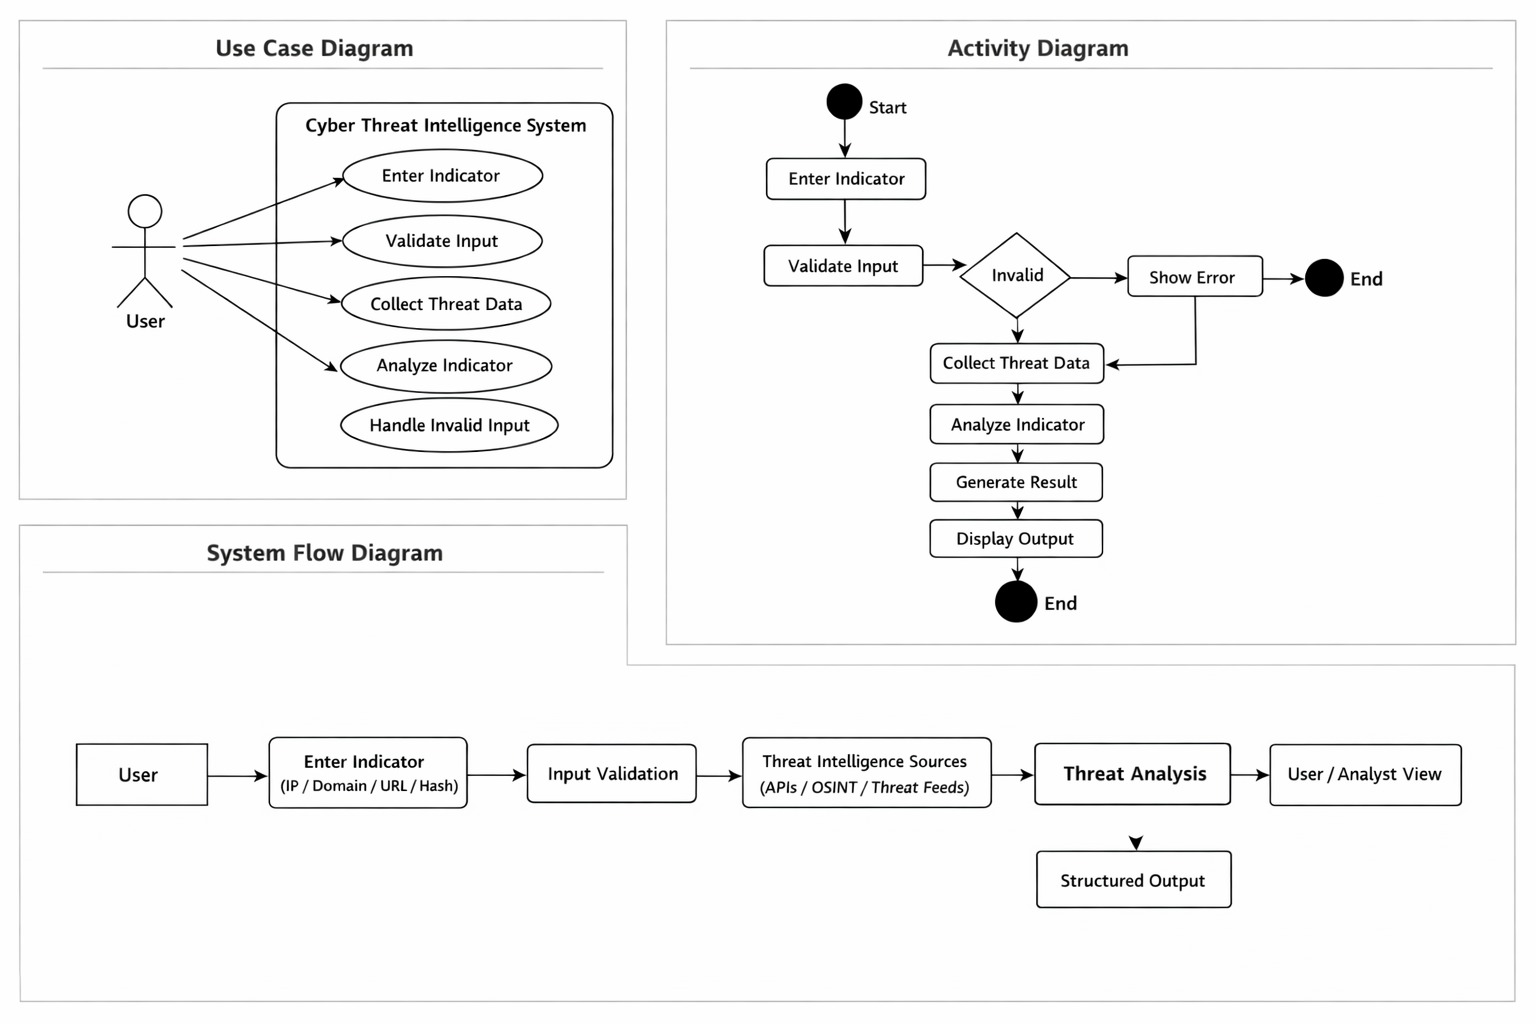 Use Case Diagram
Cyber Threat Intelligence System
Enter Indicator
Validate Input
Collect Threat Data
Analyze Indicator
Handle Invalid Input
User
Activity Diagram
Start
Enter Indicator
Validate Input
Invalid
Show Error
End
Collect Threat Data
Analyze Indicator
Generate Result
Display Output
End
System Flow Diagram
User
Enter Indicator
(IP / Domain / URL / Hash)
Input Validation
Threat Intelligence Sources
(APIs / OSINT / Threat Feeds)
Threat Analysis
User / Analyst View
Structured Output